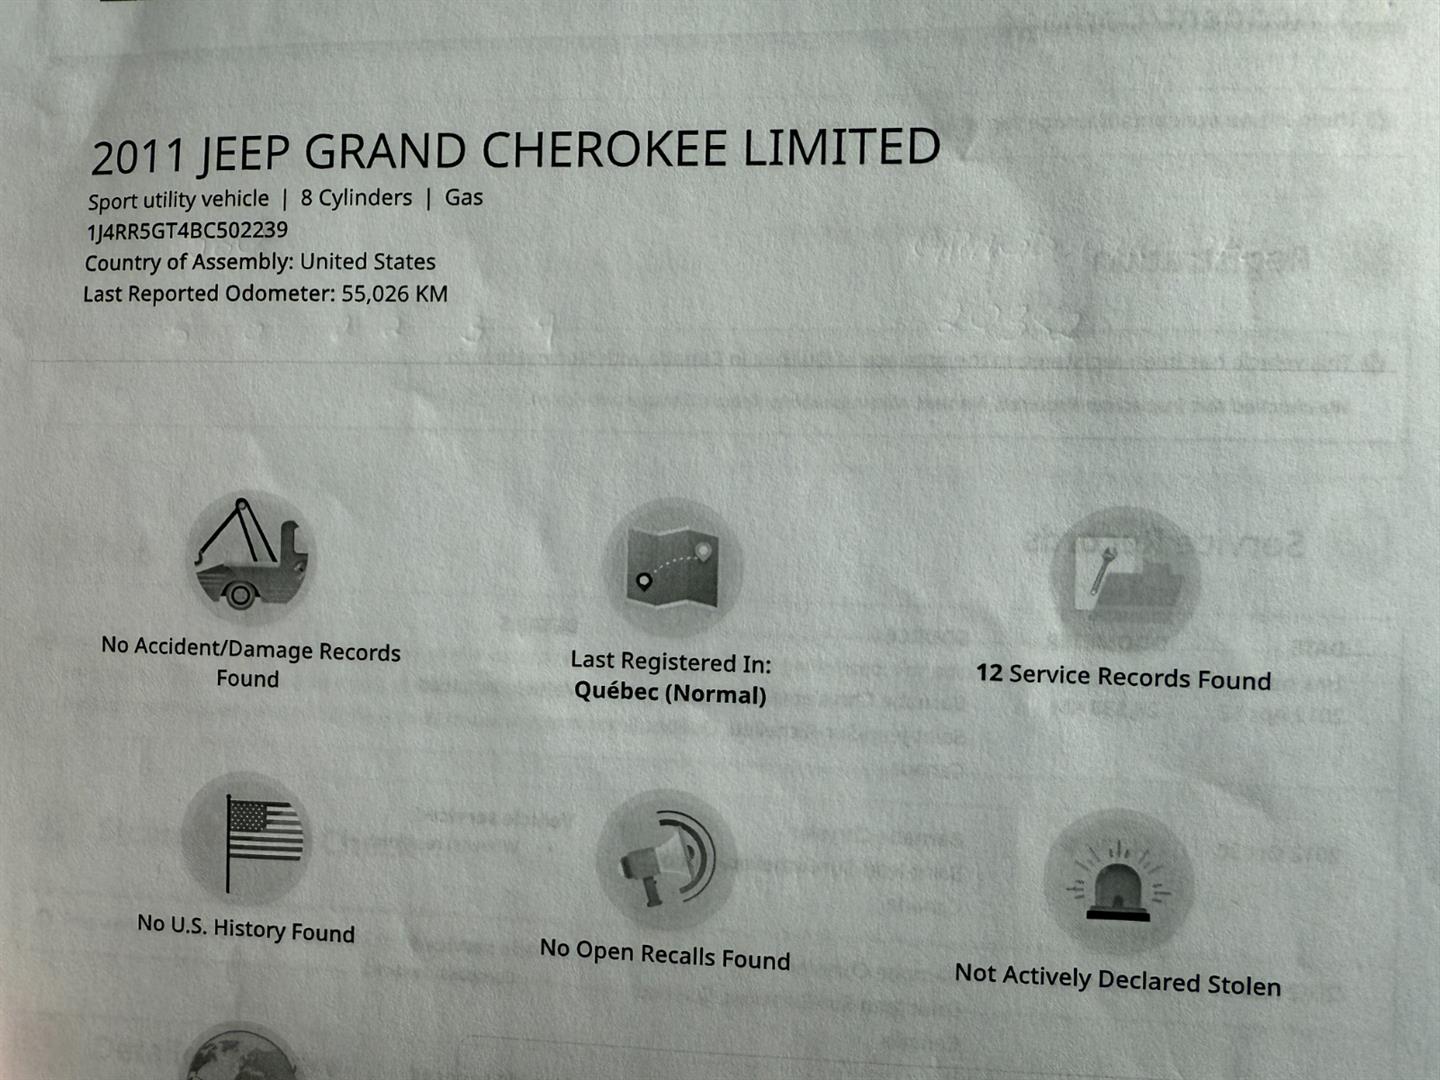 2011 JEEP GRAND CHEROKEE LIMITED
Sport utility vehicle | 8 Cylinders | Gas
1J4RR5GT4BC502239
Country of Assembly: United States
Last Reported Odometer: 55,026 KM
No Accident/Damage Records
Found
Last Registered In:
Québec (Normal)
12 Service Records Found
No U.S. History Found
No Open Recalls Found
Not Actively Declared Stolen